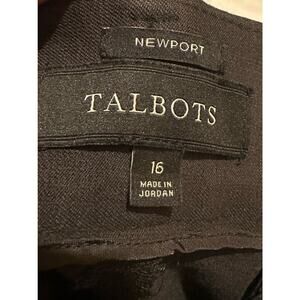 NEWPORT
TALBOTS
16
MADE IN
JORDAN